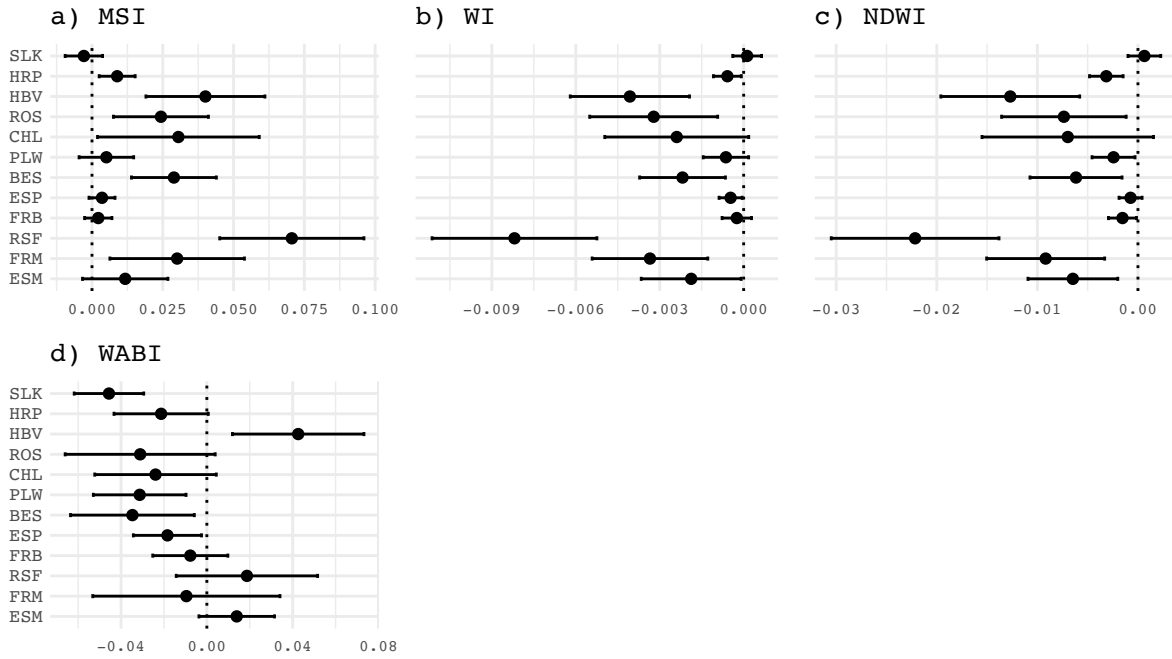 a) MSI
b) WI
c) NDWI
SLK
HRP
HBV
ROS
CHL
PLW
BES
ESP
FRB
RSF
FRM
ESM
0.000 0.025 0.050 0.075 0.100
-0.009 -0.006 -0.003 0.000
-0.03 -0.02 -0.01 0.00
d) WABI
SLK
HRP
HBV
ROS
CHL
PLW
BES
ESP
FRB
RSF
FRM
ESM
-0.04 0.00 0.04 0.08